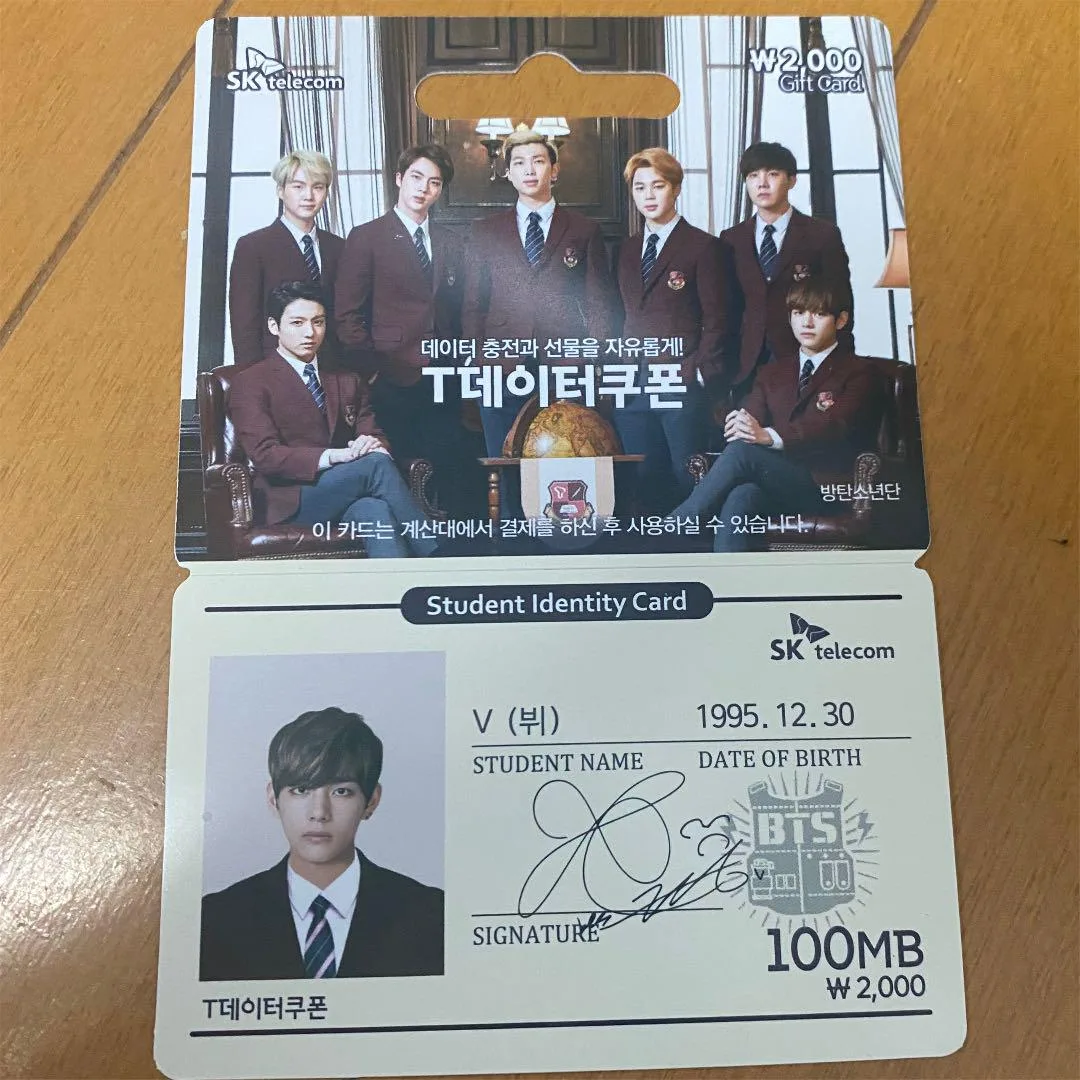 SK telecom
₩2,000
Gift Card
데이터 충전과 선물을 자유롭게!
T데이터쿠폰
방탄소년단
이 카드는 계산대에서 결제를 하신 후 사용하실 수 있습니다.
Student Identity Card
SK telecom
V (뷔)
1995.12.30
STUDENT NAME
DATE OF BIRTH
BTS
V
SIGNATURE
100MB
₩2,000
T데이터쿠폰